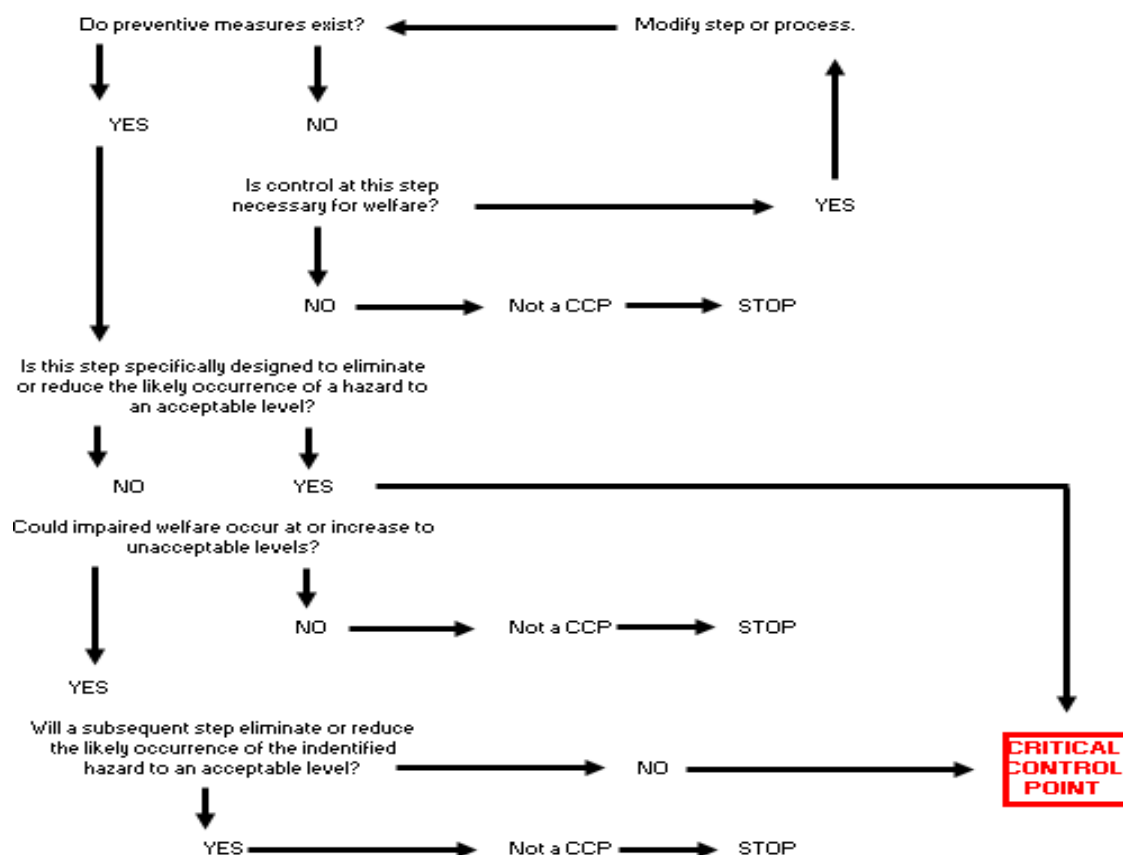 Do preventive measures exist?
Modify step or process.
YES
NO
Is control at this step
necessary for welfare?
YES
NO
Not a CCP
STOP
Is this step specifically designed to eliminate
or reduce the likely occurrence of a hazard to
an acceptable level?
NO
YES
Could impaired welfare occur at or increase to
unacceptable levels?
NO
Not a CCP
STOP
YES
Will a subsequent step eliminate or reduce
the likely occurrence of the indentified
hazard to an acceptable level?
NO
CRITICAL
CONTROL
POINT
YES
Not a CCP
STOP